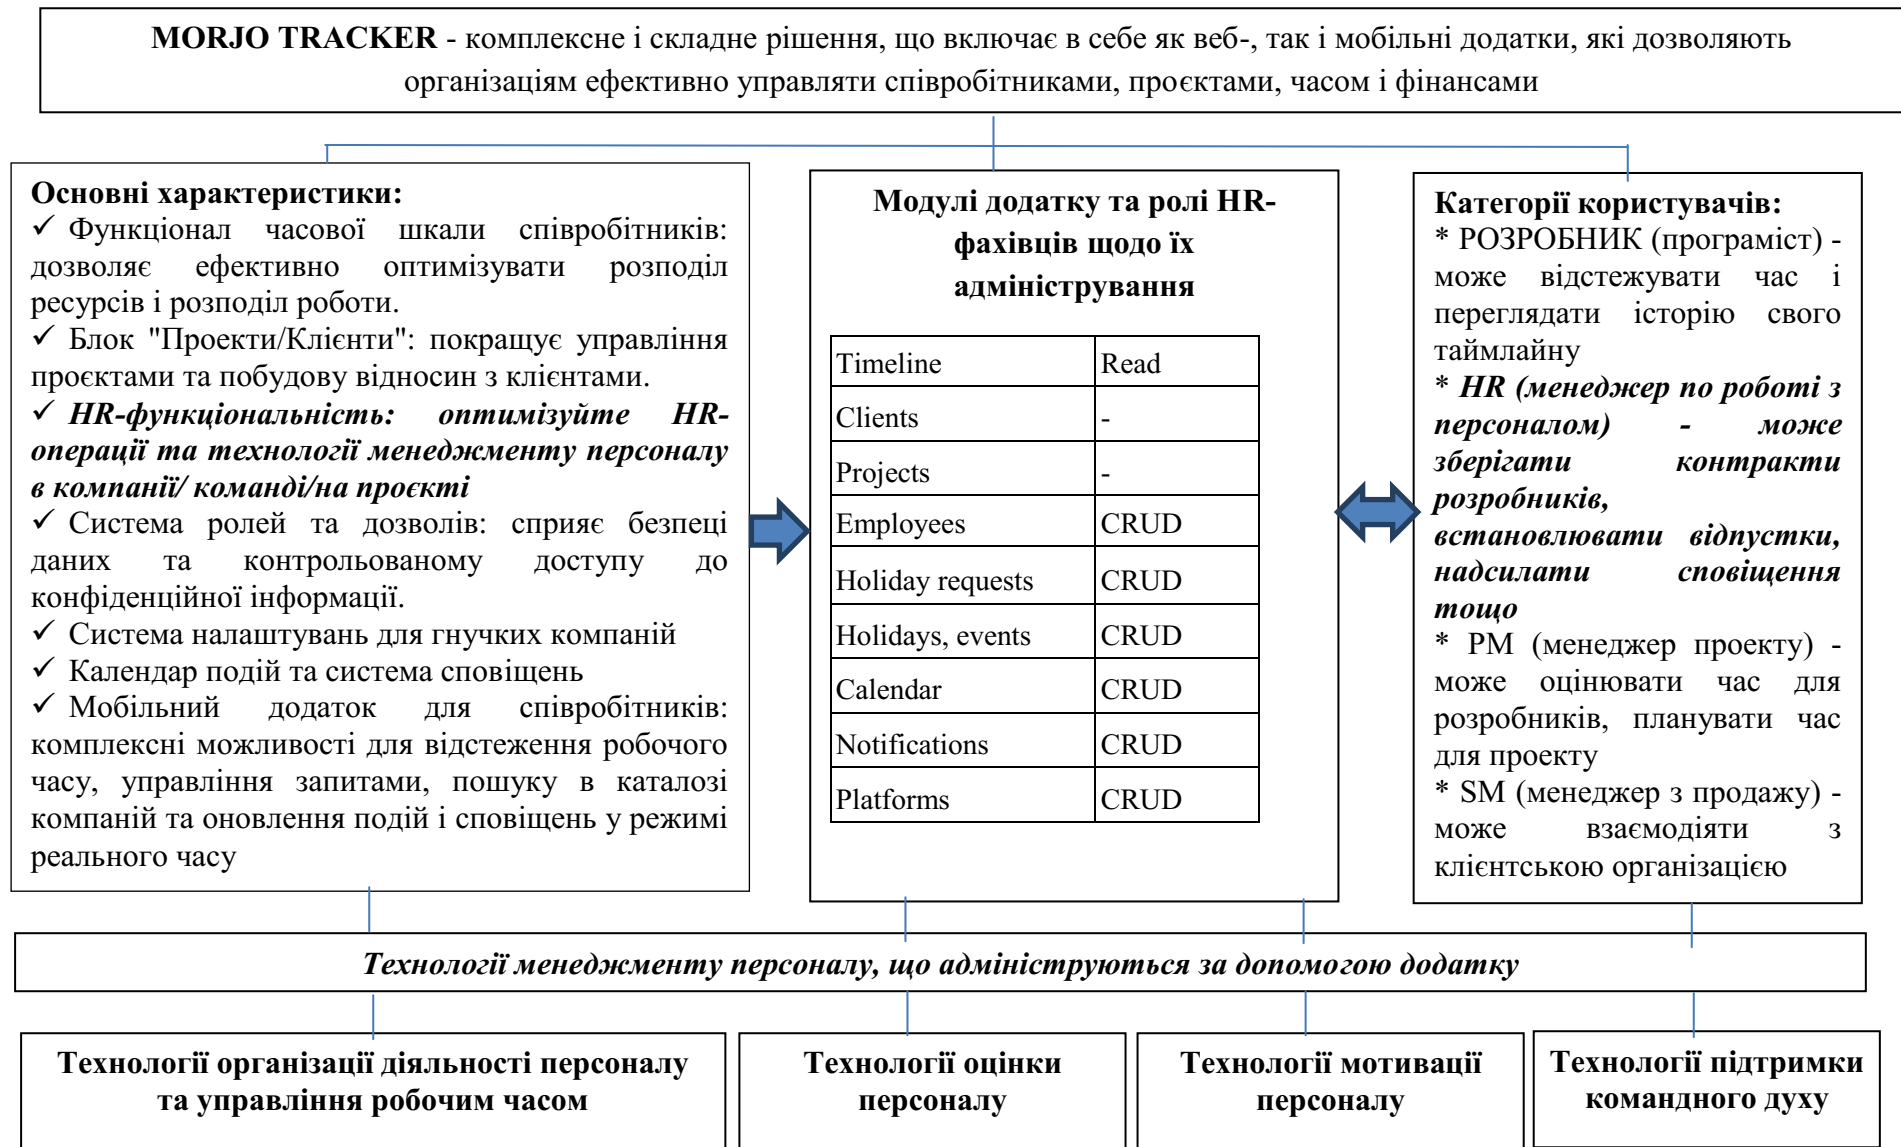 MORJO TRACKER - комплексне і складне рішення, що включає в себе як веб-, так і мобільні додатки, які дозволяють
організаціям ефективно управляти співробітниками, проєктами, часом і фінансами
Основні характеристики:
✓ Функціонал часової шкали співробітників:
дозволяє ефективно оптимізувати розподіл
ресурсів і розподіл роботи.
✓ Блок "Проекти/Клієнти": покращує управління
проєктами та побудову відносин з клієнтами.
✓ HR-функціональність: оптимізуйте HR-
операції та технології менеджменту персоналу
в компанії/ команді/на проєкті
✓ Система ролей та дозволів: сприяє безпеці
даних та контрольованому доступу до
конфіденційної інформації.
✓ Система налаштувань для гнучких компаній
✓ Календар подій та система сповіщень
✓ Мобільний додаток для співробітників:
комплексні можливості для відстеження робочого
часу, управління запитами, пошуку в каталозі
компаній та оновлення подій і сповіщень у режимі
реального часу
Модулі додатку та ролі HR-
фахівців щодо їх
адміністрування
Timeline Read
Clients -
Projects -
Employees CRUD
Holiday requests CRUD
Holidays, events CRUD
Calendar CRUD
Notifications CRUD
Platforms CRUD
Категорії користувачів:
* РОЗРОБНИК (програміст) -
може відстежувати час і
переглядати історію свого
таймлайну
* HR (менеджер по роботі з
персоналом) - може
зберігати контракти
розробників,
встановлювати відпустки,
надсилати сповіщення
тощо
* PM (менеджер проекту) -
може оцінювати час для
розробників, планувати час
для проекту
* SM (менеджер з продажу) -
може взаємодіяти з
клієнтською організацією
Технології менеджменту персоналу, що адмініструються за допомогою додатку
Технології організації діяльності персоналу
та управління робочим часом
Технології оцінки
персоналу
Технології мотивації
персоналу
Технології підтримки
командного духу